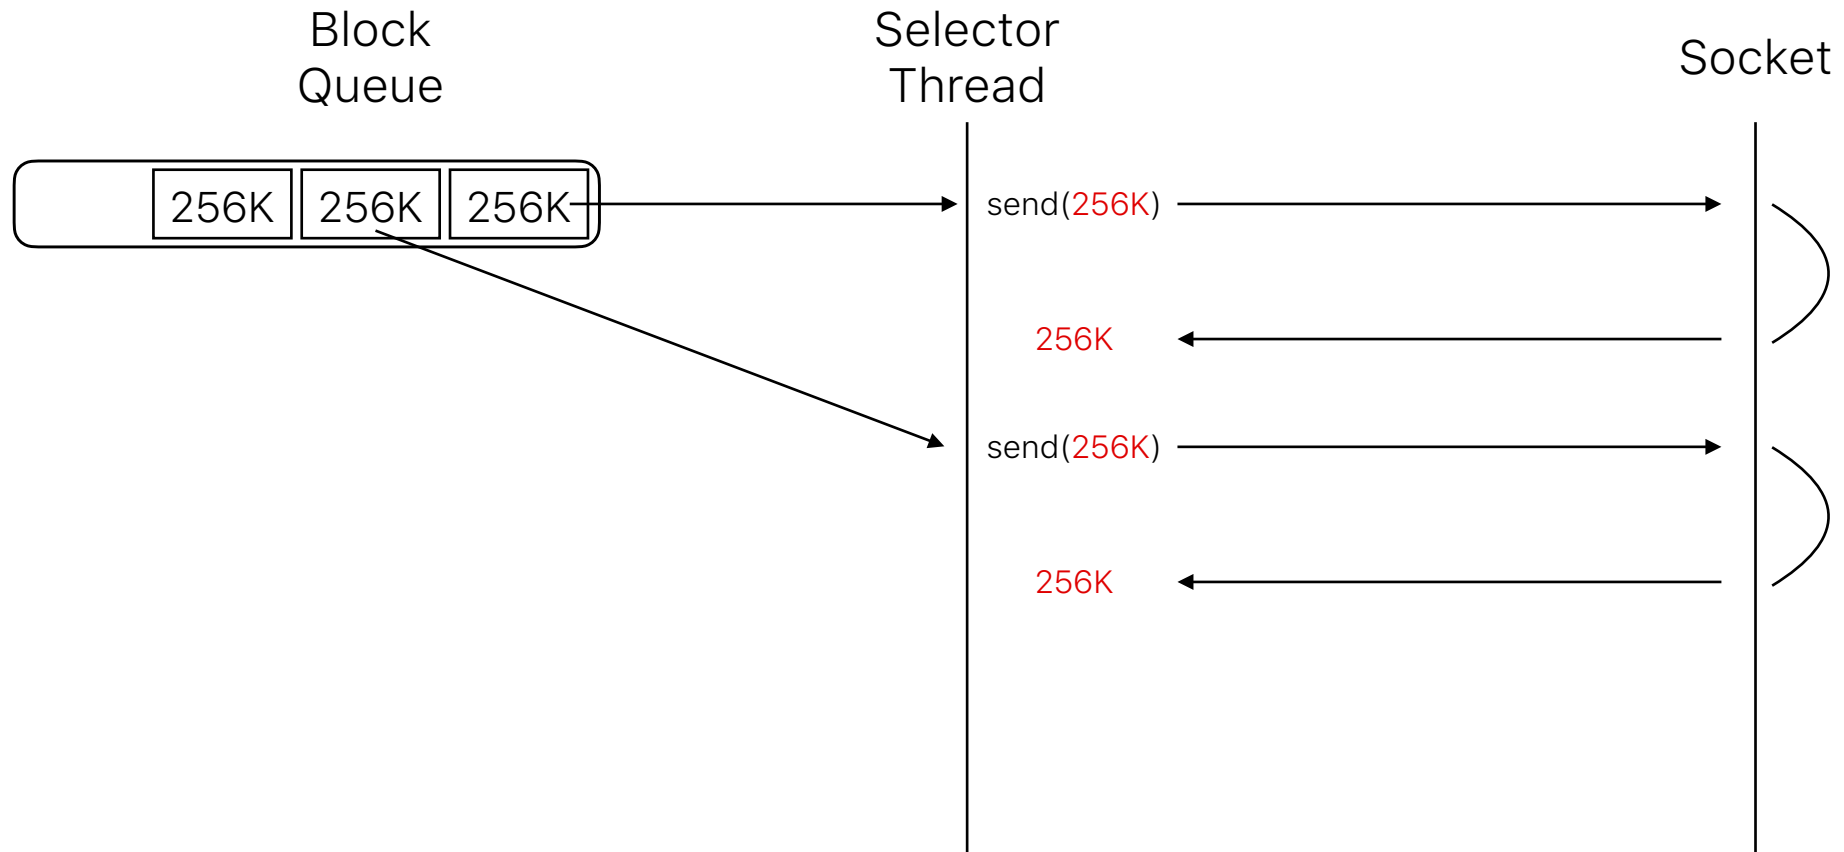 Block
Queue
Selector
Thread
Socket
256K 256K 256K
send(256K)
256K
send(256K)
256K